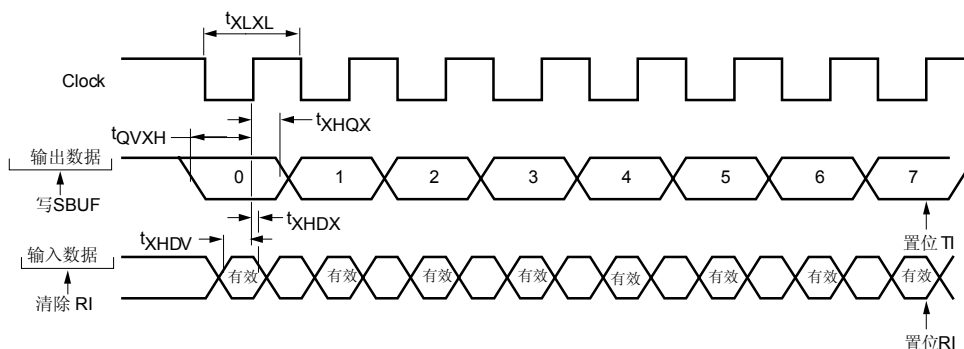 tXLXL
Clock
tQVXH
tXHQX
输出数据
0 1 2 3 4 5 6 7
写SBUF
tXHDX
置位 TI
tXHDV
输入数据
有效 有效 有效 有效 有效 有效 有效 有效
清除 RI
置位RI